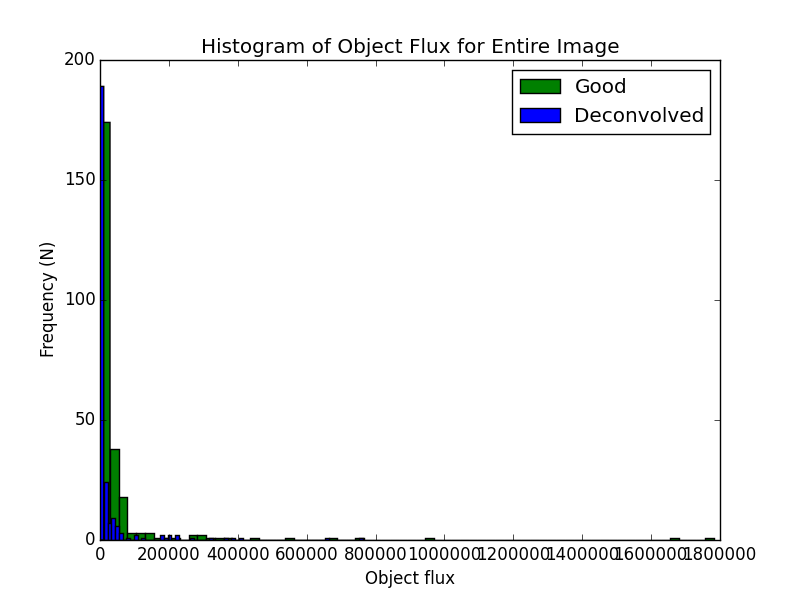 Histogram of Object Flux for Entire Image
Good
Deconvolved
200
150
100
50
0
Frequency (N)
0 200000 400000 600000 800000 1000000 1200000 1400000 1600000 1800000
Object flux